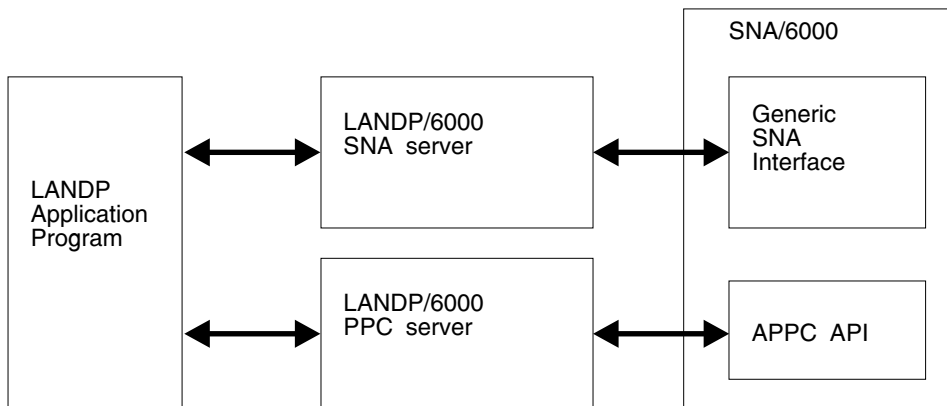 SNA/6000
LANDP/6000
SNA server
Generic
SNA
Interface
LANDP
Application
Program
LANDP/6000
PPC server
APPC API